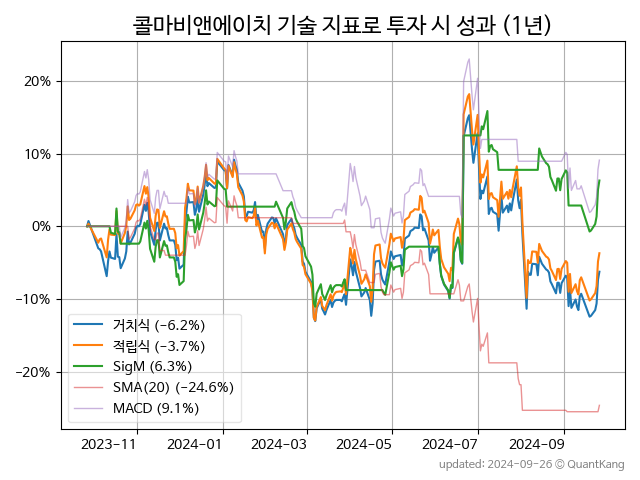 콜마비앤에이치 기술 지표로 투자 시 성과 (1년)
20%
10%
0%
−10%
−20%
거치식 (−6.2%)
적립식 (−3.7%)
SigM (6.3%)
SMA(20) (−24.6%)
MACD (9.1%)
2023-11 2024-01 2024-03 2024-05 2024-07 2024-09
updated: 2024-09-26 © QuantKang